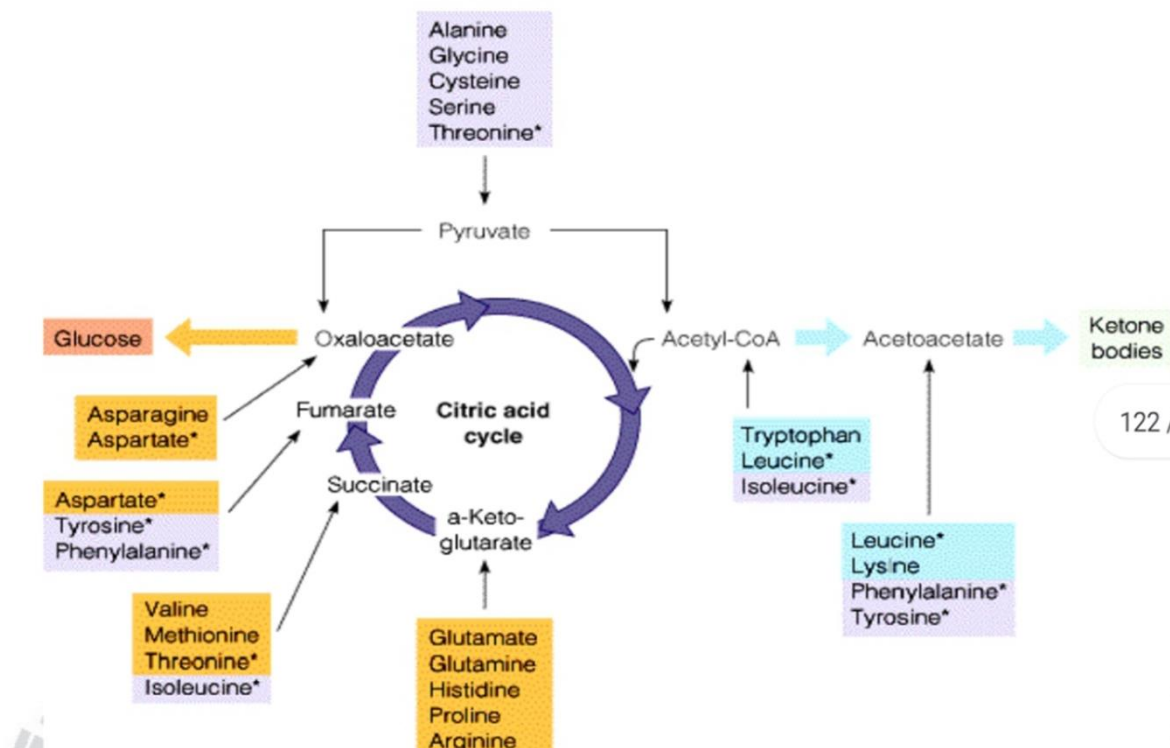 Alanine
Glycine
Cysteine
Serine
Threonine*
Pyruvate
Glucose
Oxaloacetate
Acetyl-CoA
Acetoacetate
Ketone
bodies
Asparagine
Aspartate*
Fumarate
Citric acid
cycle
122 /
Tryptophan
Leucine*
Isoleucine*
Aspartate*
Tyrosine*
Phenylalanine*
Succinate
a-Keto-
glutarate
Leucine*
Lysine
Phenylalanine*
Tyrosine*
Valine
Methionine
Threonine*
Isoleucine*
Glutamate
Glutamine
Histidine
Proline
Arginine